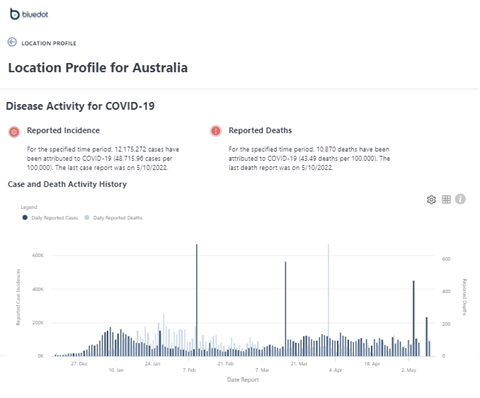 bluedot
LOCATION PROFILE
Location Profile for Australia
Disease Activity for COVID-19
Reported Incidence
For the specified time period, 12,175,272 cases have
been attributed to COVID-19 (48,715.96 cases per
100,000). The last case report was on 5/10/2022.
Reported Deaths
For the specified time period, 10,870 deaths have been
attributed to COVID-19 (43.49 deaths per 100,000). The
last death report was on 5/10/2022.
Case and Death Activity History
Legend
Daily Reported Cases
Daily Reported Deaths
Reported Case Incidences
600K
400K
200K
0K
600
400
200
0
Reported Deaths
27. Dec
10. Jan
24. Jan
7. Feb
21. Feb
7. Mar
21. Mar
4. Apr
18. Apr
2. May
Date Report